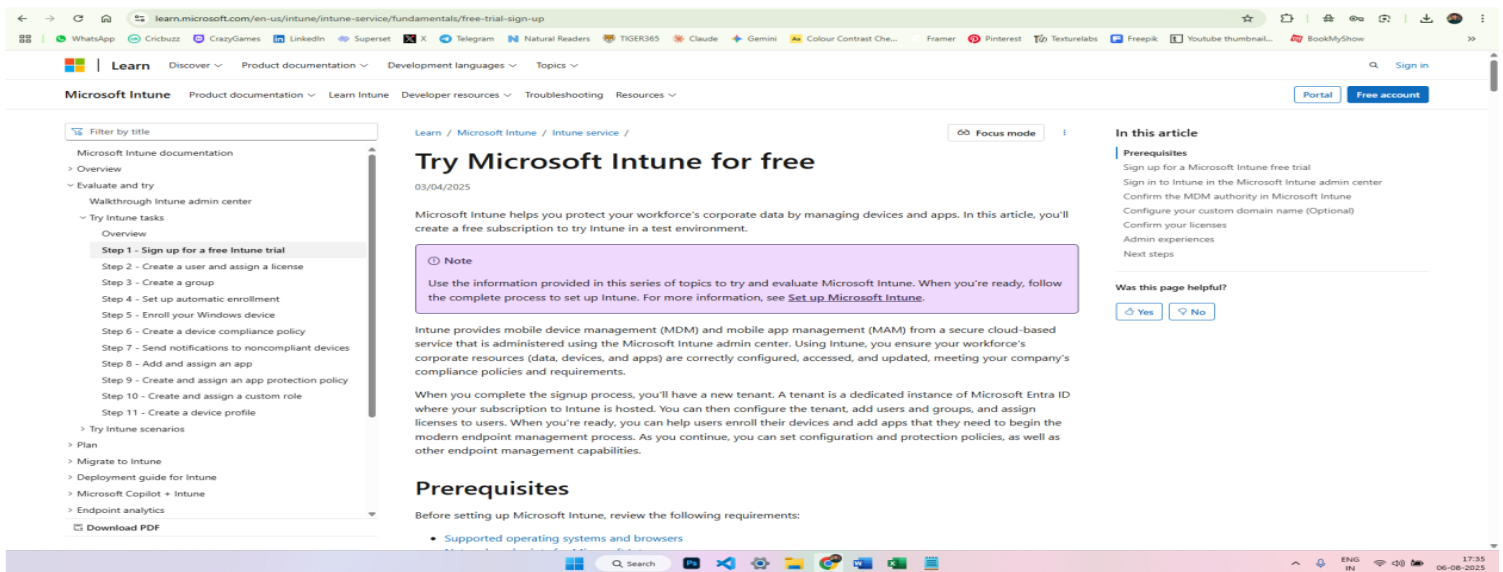 learn.microsoft.com/en-us/intune/intune-service/fundamentals/free-trial-sign-up
WhatsApp Cricbuzz CrazyGames LinkedIn Superset X Telegram Natural Readers TIGER365 Claude Gemini Colour Contrast Che... Framer Pinterest Texturelabs Freepik Youtube thumbnail... BookMyShow
Learn Discover Product documentation Development languages Topics Sign in
Microsoft Intune Product documentation Learn Intune Developer resources Troubleshooting Resources Portal Free account
Filter by title
Microsoft Intune documentation
Overview
Evaluate and try
Walkthrough Intune admin center
Try Intune tasks
Overview
Step 1 - Sign up for a free Intune trial
Step 2 - Create a user and assign a license
Step 3 - Create a group
Step 4 - Set up automatic enrollment
Step 5 - Enroll your Windows device
Step 6 - Create a device compliance policy
Step 7 - Send notifications to noncompliant devices
Step 8 - Add and assign an app
Step 9 - Create and assign an app protection policy
Step 10 - Create and assign a custom role
Step 11 - Create a device profile
Try Intune scenarios
Plan
Migrate to Intune
Deployment guide for Intune
Microsoft Copilot + Intune
Endpoint analytics
Download PDF
Learn / Microsoft Intune / Intune service /
Focus mode
Try Microsoft Intune for free
03/04/2025
Microsoft Intune helps you protect your workforce's corporate data by managing devices and apps. In this article, you'll
create a free subscription to try Intune in a test environment.
Note
Use the information provided in this series of topics to try and evaluate Microsoft Intune. When you're ready, follow
the complete process to set up Intune. For more information, see Set up Microsoft Intune.
Intune provides mobile device management (MDM) and mobile app management (MAM) from a secure cloud-based
service that is administered using the Microsoft Intune admin center. Using Intune, you ensure your workforce's
corporate resources (data, devices, and apps) are correctly configured, accessed, and updated, meeting your company's
compliance policies and requirements.
When you complete the signup process, you'll have a new tenant. A tenant is a dedicated instance of Microsoft Entra ID
where your subscription to Intune is hosted. You can then configure the tenant, add users and groups, and assign
licenses to users. When you're ready, you can help users enroll their devices and add apps that they need to begin the
modern endpoint management process. As you continue, you can set configuration and protection policies, as well as
other endpoint management capabilities.
Prerequisites
Before setting up Microsoft Intune, review the following requirements:
Supported operating systems and browsers
In this article
Prerequisites
Sign up for a Microsoft Intune free trial
Sign in to Intune in the Microsoft Intune admin center
Confirm the MDM authority in Microsoft Intune
Configure your custom domain name (Optional)
Confirm your licenses
Admin experiences
Next steps
Was this page helpful?
Yes No
Search
ENG
IN
17:35
06-08-2025